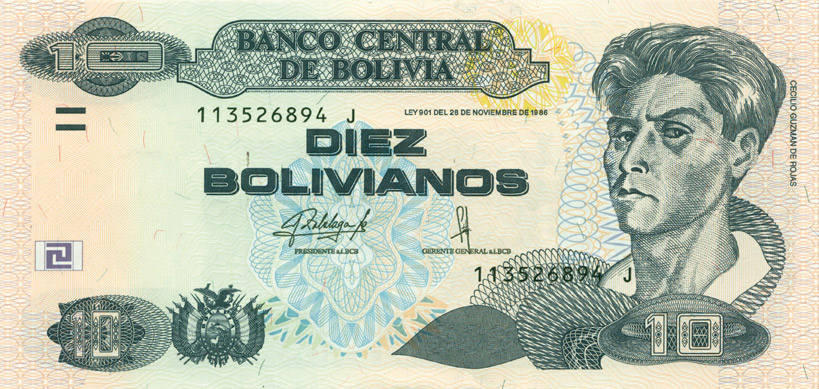 10
BANCO CENTRAL
DE BOLIVIA
113526894 J
LEY 901 DEL 28 DE NOVIEMBRE DE 1986
CECILIO GUZMAN DE ROJAS
DIEZ
BOLIVIANOS
PRESIDENTE a.i. BCB
GERENTE GENERAL a.i. BCB
113526894 J
10
10